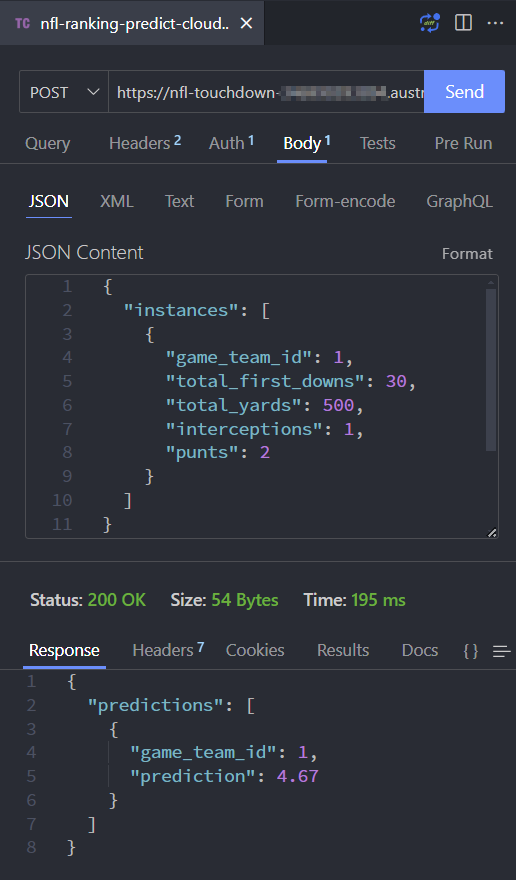 TC nfl-ranking-predict-cloud..
diff
POST https://nfl-touchdown- .austr Send
Query Headers 2 Auth 1 Body 1 Tests Pre Run
JSON XML Text Form Form-encode GraphQL
JSON Content Format
1 {
2 "instances": [
3 {
4 "game_team_id": 1,
5 "total_first_downs": 30,
6 "total_yards": 500,
7 "interceptions": 1,
8 "punts": 2
9 }
10 ]
11 }
Status: 200 OK Size: 54 Bytes Time: 195 ms
Response Headers 7 Cookies Results Docs { }
1 {
2 "predictions": [
3 {
4 "game_team_id": 1,
5 "prediction": 4.67
6 }
7 ]
8 }